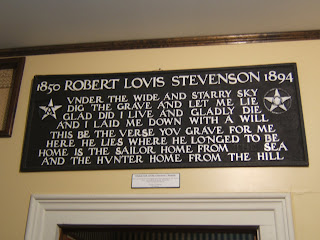 1850 ROBERT LOVIS STEVENSON 1894
VNDER THE WIDE AND STARRY SKY
DIG THE GRAVE AND LET ME LIE
GLAD DID I LIVE AND GLADLY DIE
AND I LAID ME DOWN WITH A WILL
THIS BE THE VERSE YOU GRAVE FOR ME
HERE HE LIES WHERE HE LONGED TO BE
HOME IS THE SAILOR HOME FROM SEA
AND THE HVNTER HOME FROM THE HILL